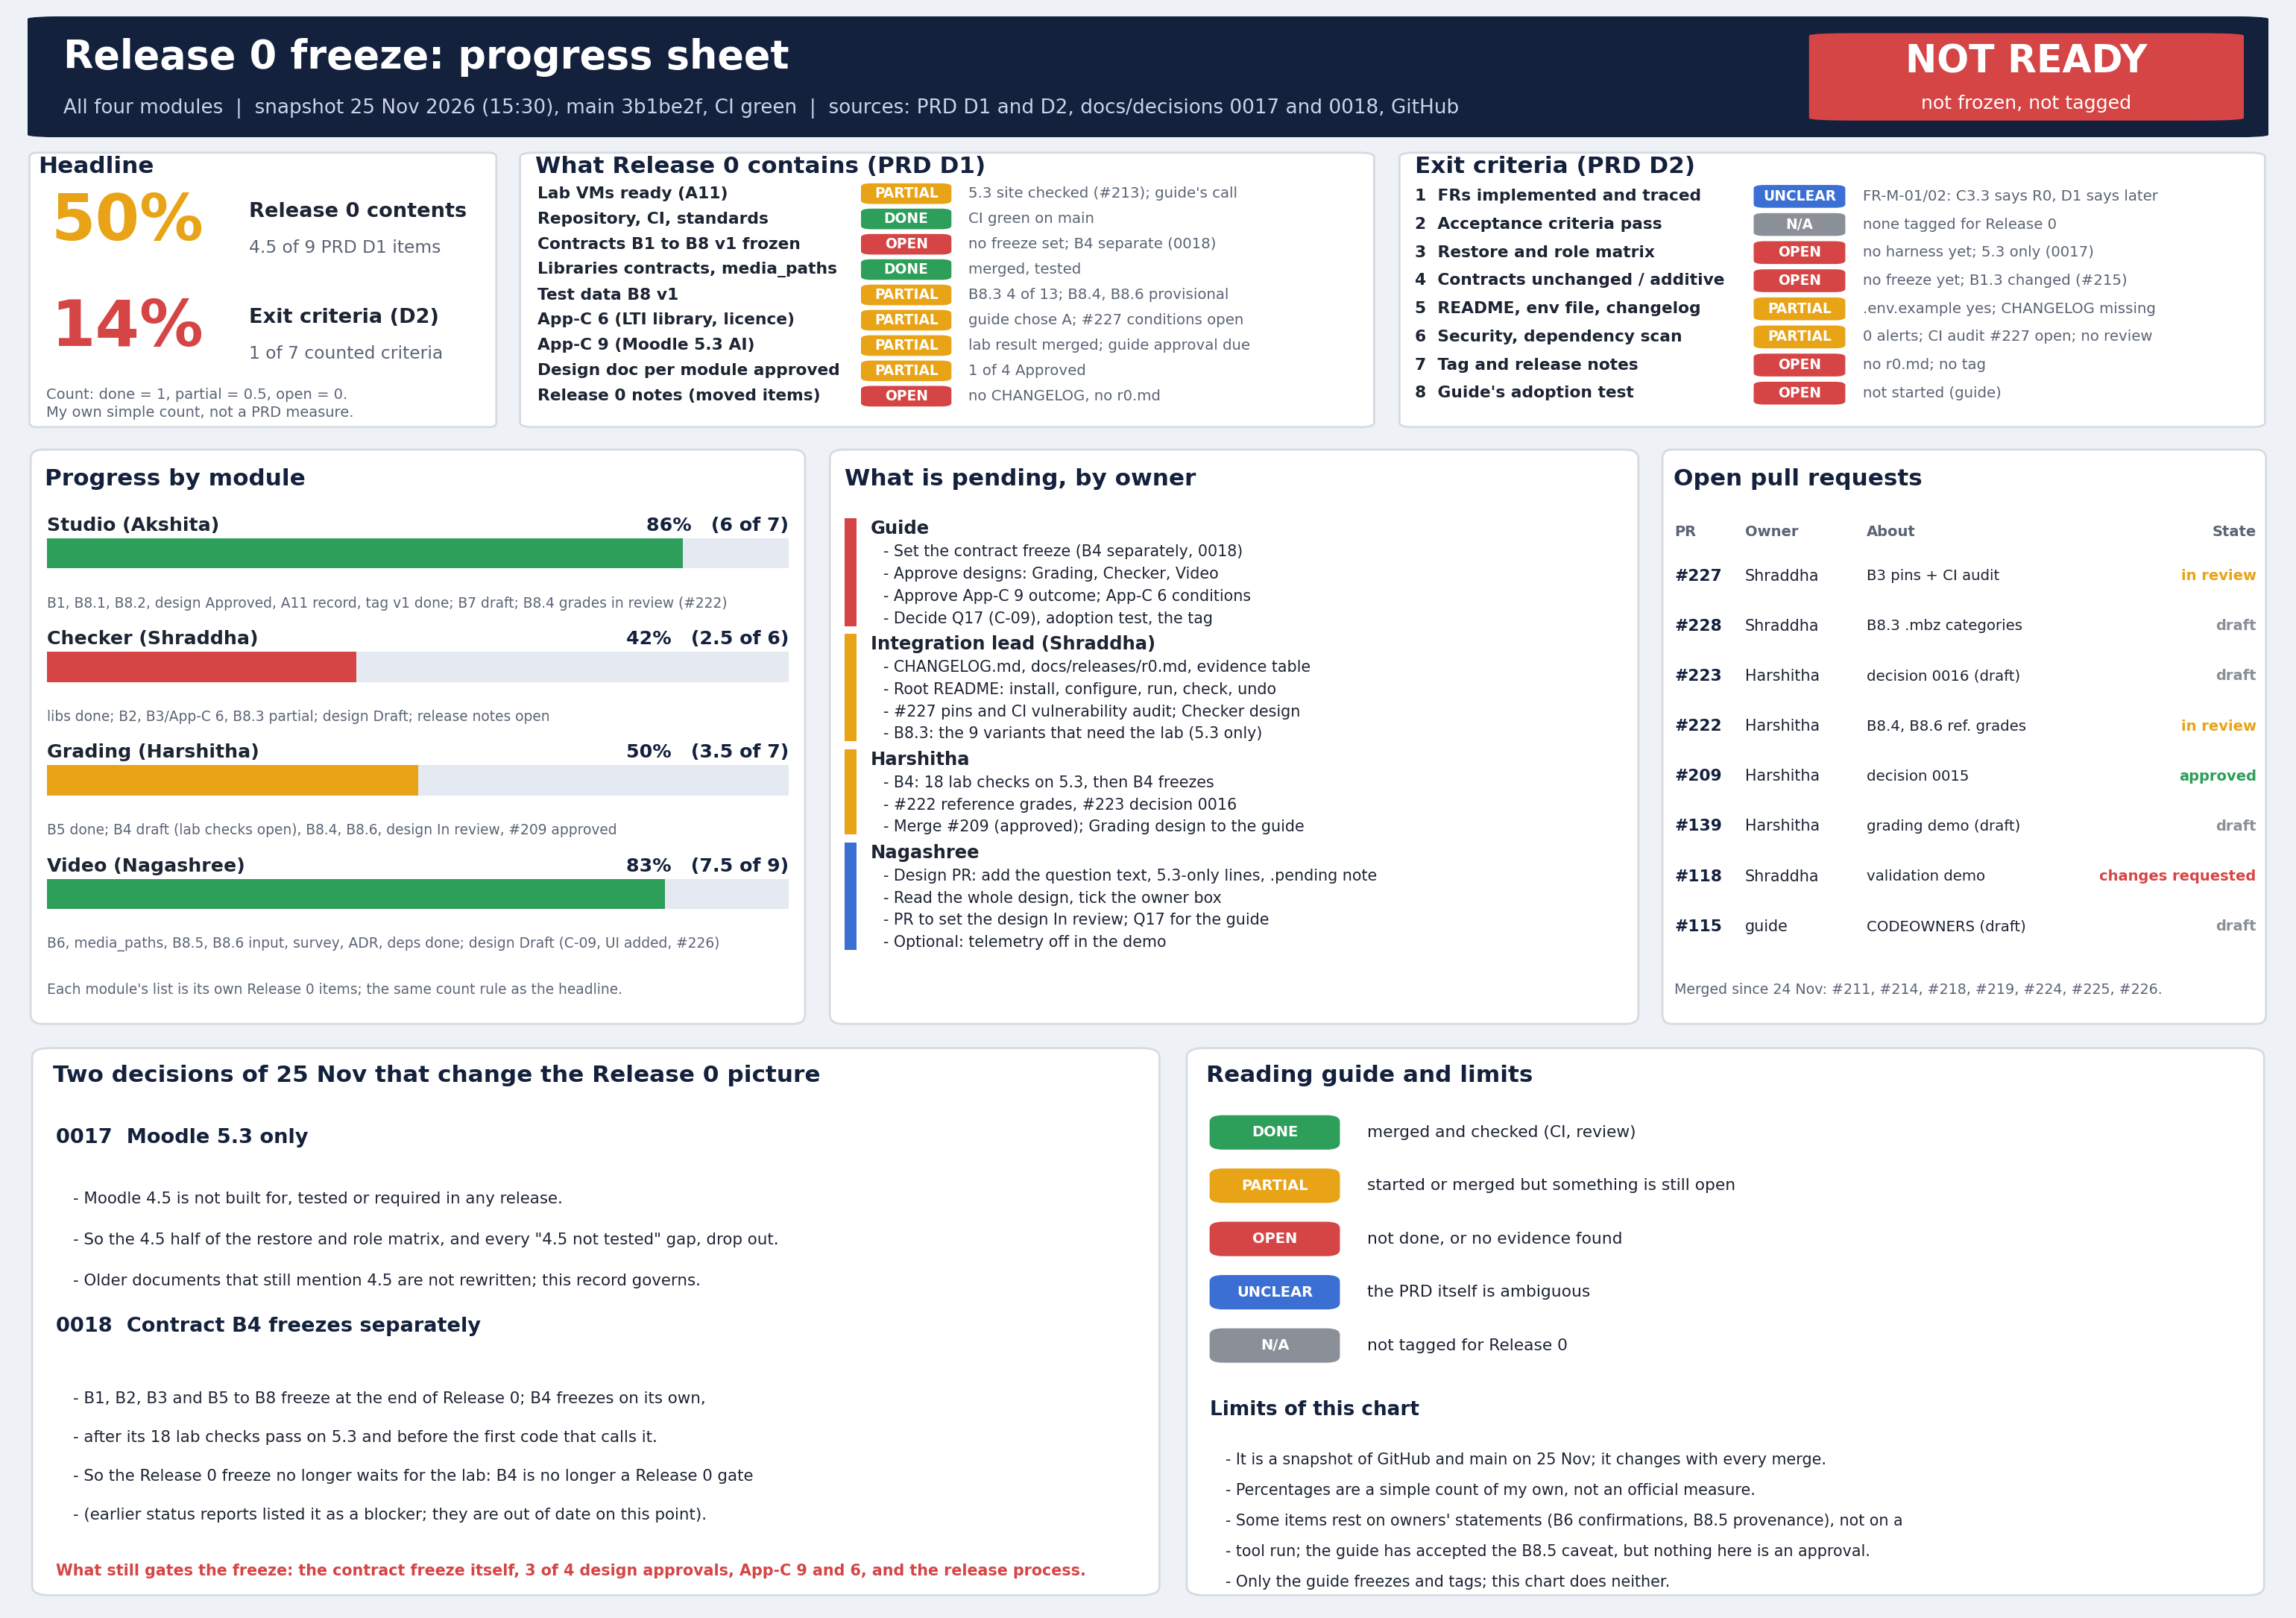 Release 0 freeze: progress sheet
All four modules | snapshot 25 Nov 2026 (15:30), main 3b1be2f, CI green | sources: PRD D1 and D2, docs/decisions 0017 and 0018, GitHub
NOT READY
not frozen, not tagged
Headline
50%
Release 0 contents
4.5 of 9 PRD D1 items
14%
Exit criteria (D2)
1 of 7 counted criteria
Count: done = 1, partial = 0.5, open = 0.
My own simple count, not a PRD measure.
What Release 0 contains (PRD D1)
Lab VMs ready (A11) PARTIAL 5.3 site checked (#213); guide's call
Repository, CI, standards DONE CI green on main
Contracts B1 to B8 v1 frozen OPEN no freeze set; B4 separate (0018)
Libraries contracts, media_paths DONE merged, tested
Test data B8 v1 PARTIAL B8.3 4 of 13; B8.4, B8.6 provisional
App-C 6 (LTI library, licence) PARTIAL guide chose A; #227 conditions open
App-C 9 (Moodle 5.3 AI) PARTIAL lab result merged; guide approval due
Design doc per module approved PARTIAL 1 of 4 Approved
Release 0 notes (moved items) OPEN no CHANGELOG, no r0.md
Exit criteria (PRD D2)
1 FRs implemented and traced UNCLEAR FR-M-01/02: C3.3 says R0, D1 says later
2 Acceptance criteria pass N/A none tagged for Release 0
3 Restore and role matrix OPEN no harness yet; 5.3 only (0017)
4 Contracts unchanged / additive OPEN no freeze yet; B1.3 changed (#215)
5 README, env file, changelog PARTIAL .env.example yes; CHANGELOG missing
6 Security, dependency scan PARTIAL 0 alerts; CI audit #227 open; no review
7 Tag and release notes OPEN no r0.md; no tag
8 Guide's adoption test OPEN not started (guide)
Progress by module
Studio (Akshita) 86% (6 of 7)
B1, B8.1, B8.2, design Approved, A11 record, tag v1 done; B7 draft; B8.4 grades in review (#222)
Checker (Shraddha) 42% (2.5 of 6)
libs done; B2, B3/App-C 6, B8.3 partial; design Draft; release notes open
Grading (Harshitha) 50% (3.5 of 7)
B5 done; B4 draft (lab checks open), B8.4, B8.6, design In review, #209 approved
Video (Nagashree) 83% (7.5 of 9)
B6, media_paths, B8.5, B8.6 input, survey, ADR, deps done; design Draft (C-09, UI added, #226)
Each module's list is its own Release 0 items; the same count rule as the headline.
What is pending, by owner
Guide
- Set the contract freeze (B4 separately, 0018)
- Approve designs: Grading, Checker, Video
- Approve App-C 9 outcome; App-C 6 conditions
- Decide Q17 (C-09), adoption test, the tag
Integration lead (Shraddha)
- CHANGELOG.md, docs/releases/r0.md, evidence table
- Root README: install, configure, run, check, undo
- #227 pins and CI vulnerability audit; Checker design
- B8.3: the 9 variants that need the lab (5.3 only)
Harshitha
- B4: 18 lab checks on 5.3, then B4 freezes
- #222 reference grades, #223 decision 0016
- Merge #209 (approved); Grading design to the guide
Nagashree
- Design PR: add the question text, 5.3-only lines, .pending note
- Read the whole design, tick the owner box
- PR to set the design In review; Q17 for the guide
- Optional: telemetry off in the demo
Open pull requests
PR Owner About State
#227 Shraddha B3 pins + CI audit in review
#228 Shraddha B8.3 .mbz categories draft
#223 Harshitha decision 0016 (draft) draft
#222 Harshitha B8.4, B8.6 ref. grades in review
#209 Harshitha decision 0015 approved
#139 Harshitha grading demo (draft) draft
#118 Shraddha validation demo changes requested
#115 guide CODEOWNERS (draft) draft
Merged since 24 Nov: #211, #214, #218, #219, #224, #225, #226.
Two decisions of 25 Nov that change the Release 0 picture
0017 Moodle 5.3 only
- Moodle 4.5 is not built for, tested or required in any release.
- So the 4.5 half of the restore and role matrix, and every "4.5 not tested" gap, drop out.
- Older documents that still mention 4.5 are not rewritten; this record governs.
0018 Contract B4 freezes separately
- B1, B2, B3 and B5 to B8 freeze at the end of Release 0; B4 freezes on its own,
- after its 18 lab checks pass on 5.3 and before the first code that calls it.
- So the Release 0 freeze no longer waits for the lab: B4 is no longer a Release 0 gate
- (earlier status reports listed it as a blocker; they are out of date on this point).
What still gates the freeze: the contract freeze itself, 3 of 4 design approvals, App-C 9 and 6, and the release process.
Reading guide and limits
DONE merged and checked (CI, review)
PARTIAL started or merged but something is still open
OPEN not done, or no evidence found
UNCLEAR the PRD itself is ambiguous
N/A not tagged for Release 0
Limits of this chart
- It is a snapshot of GitHub and main on 25 Nov; it changes with every merge.
- Percentages are a simple count of my own, not an official measure.
- Some items rest on owners' statements (B6 confirmations, B8.5 provenance), not on a
- tool run; the guide has accepted the B8.5 caveat, but nothing here is an approval.
- Only the guide freezes and tags; this chart does neither.